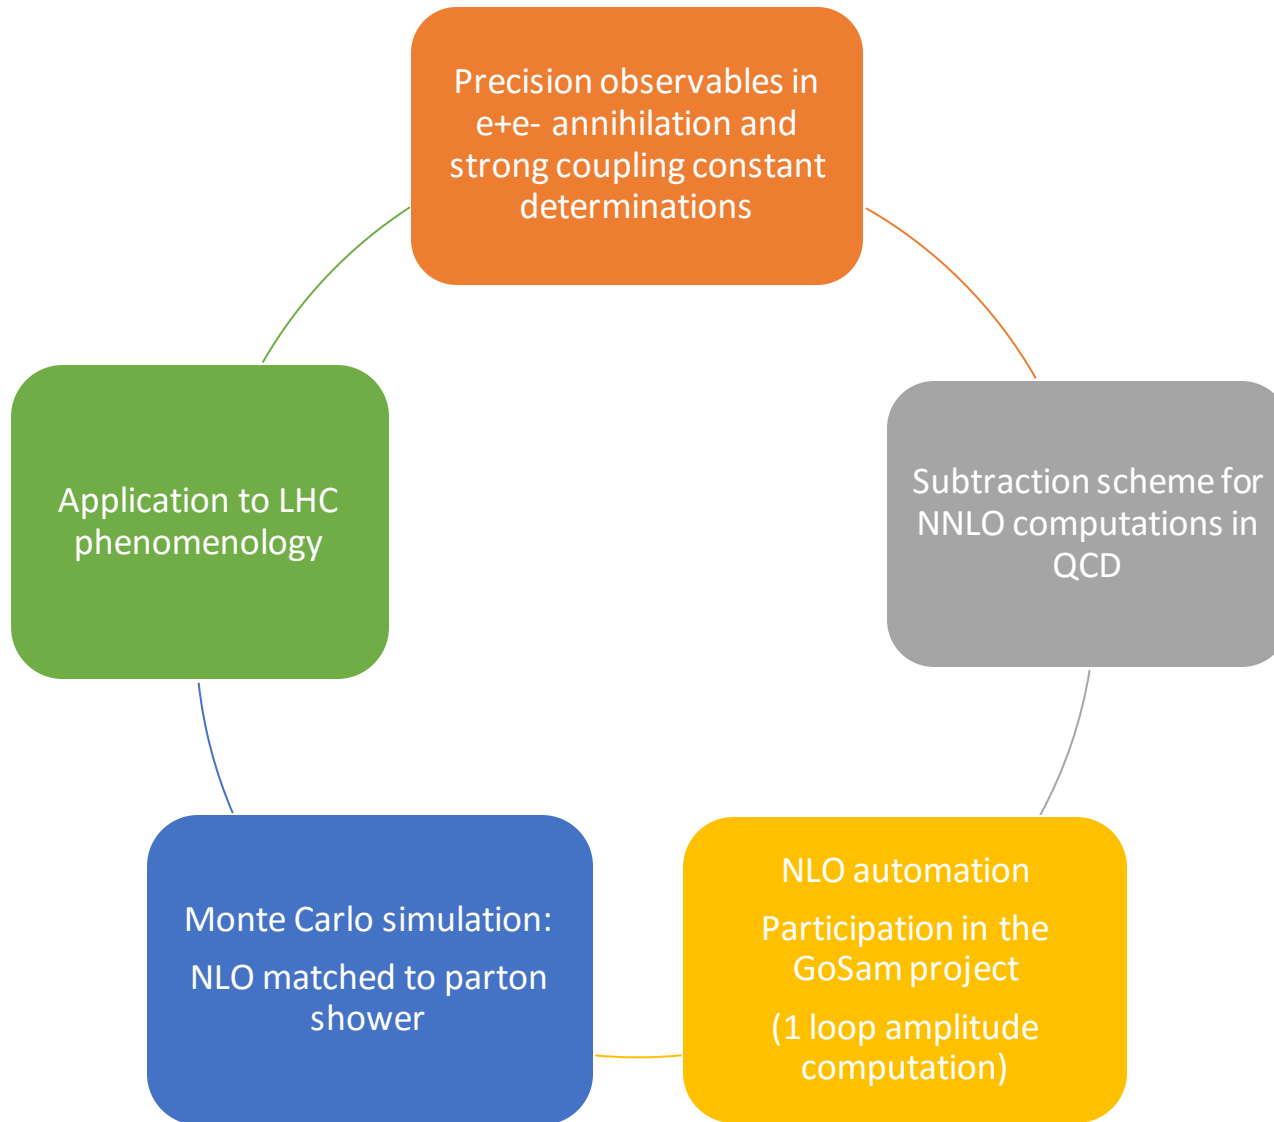 Precision observables in
e+e- annihilation and
strong coupling constant
determinations
Subtraction scheme for
NNLO computations in
QCD
NLO automation
Participation in the
GoSam project
(1 loop amplitude
computation)
Monte Carlo simulation:
NLO matched to parton
shower
Application to LHC
phenomenology